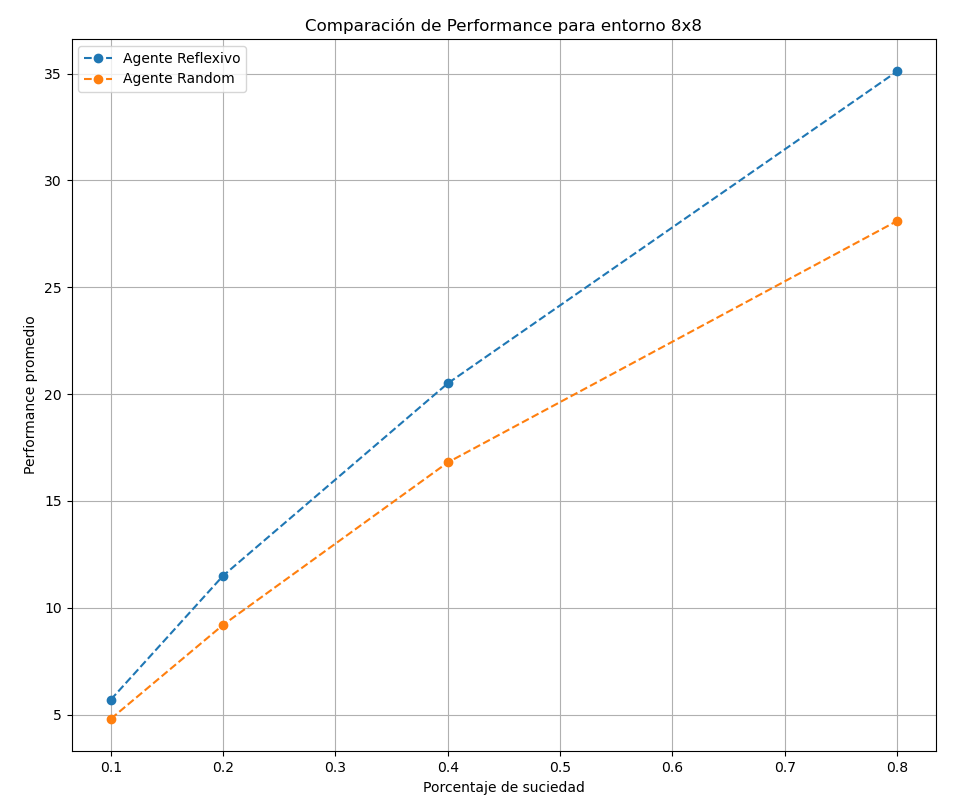 Comparación de Performance para entorno 8x8
Agente Reflexivo
Agente Random
Performance promedio
35
30
25
20
15
10
5
0.1 0.2 0.3 0.4 0.5 0.6 0.7 0.8
Porcentaje de suciedad